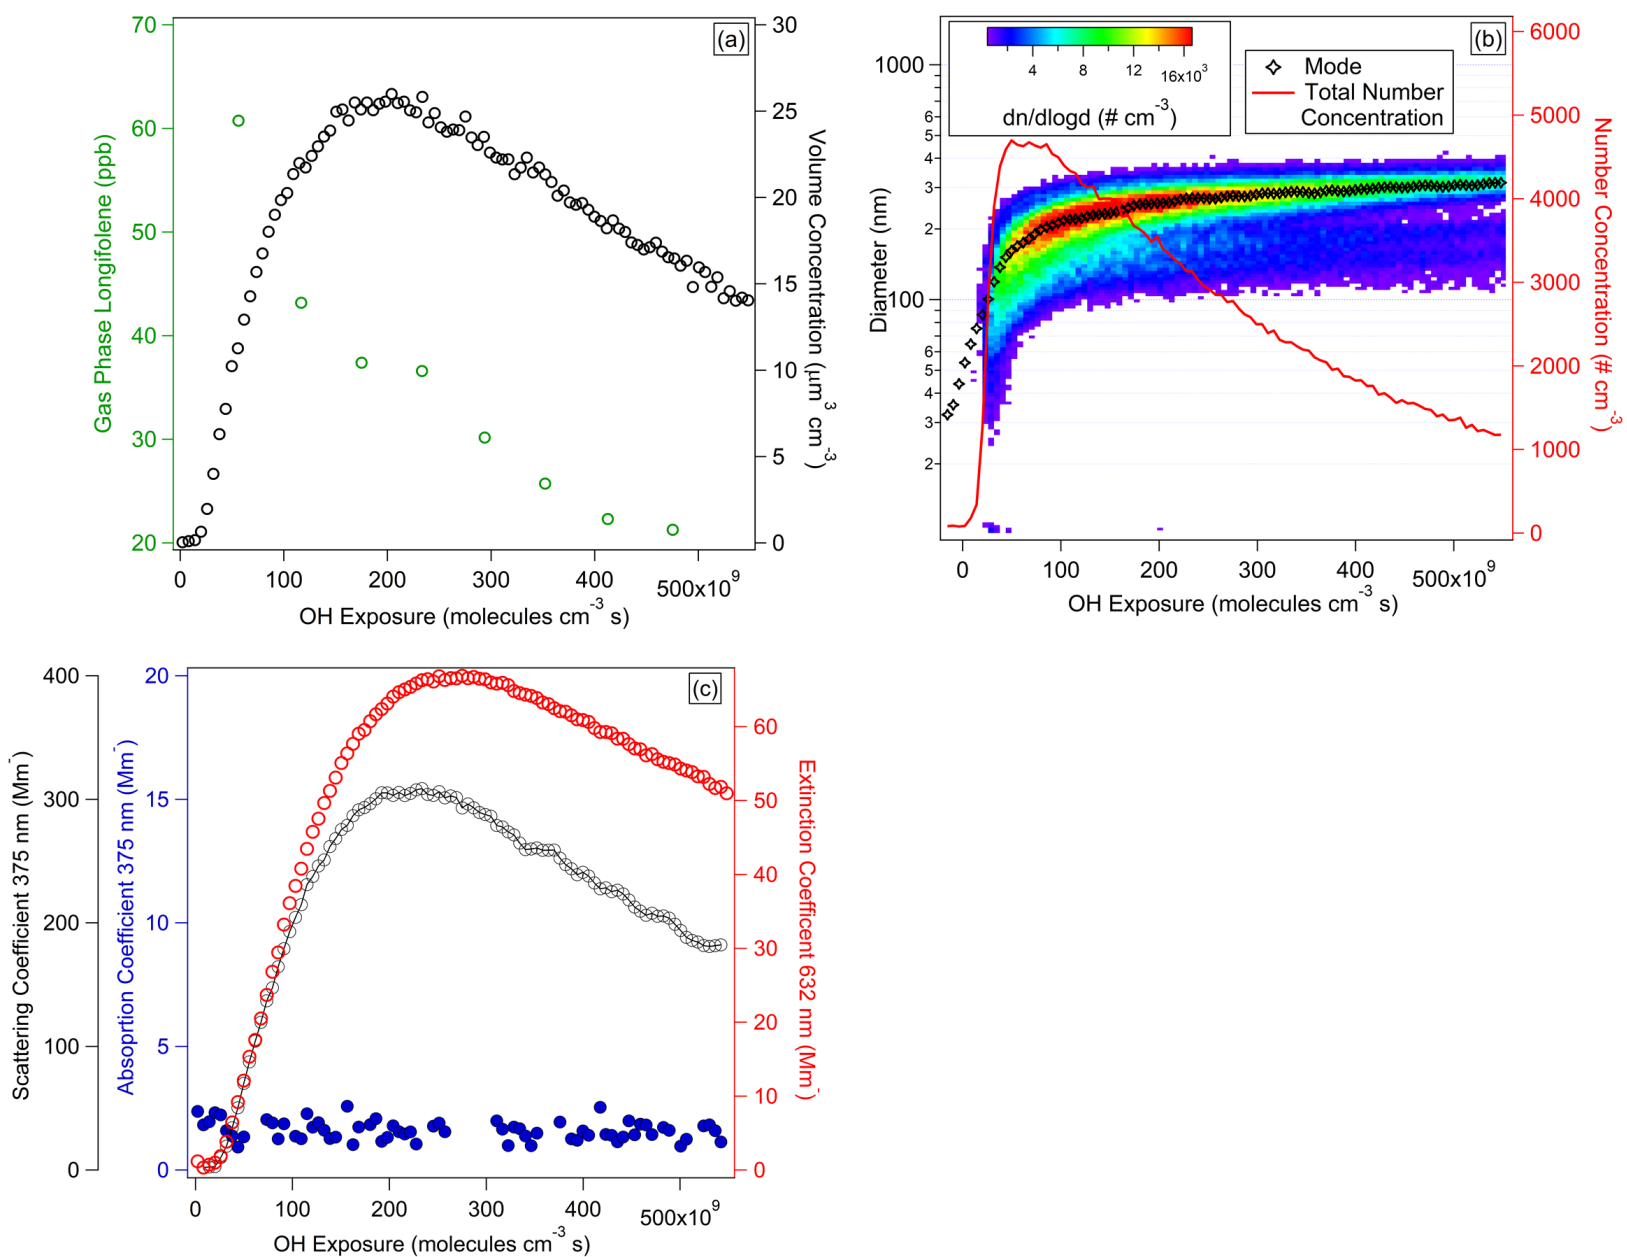 (a)
70
60
50
40
30
20
Gas Phase Longifolene (ppb)
30
25
20
15
10
5
0
Volume Concentration (μm³ cm⁻³)
0 100 200 300 400 500x10⁹
OH Exposure (molecules cm⁻³ s)
(b)
4 8 12 16x10³
dn/dlogd (# cm⁻³)
Mode
Total Number
Concentration
1000
6
5
4
3
2
100
6
5
4
3
2
Diameter (nm)
6000
5000
4000
3000
2000
1000
0
Number Concentration (# cm⁻³)
0 100 200 300 400 500x10⁹
OH Exposure (molecules cm⁻³ s)
(c)
400
300
200
100
0
Scattering Coefficient 375 nm (Mm⁻)
20
15
10
5
0
Absoprtion Coefficient 375 nm (Mm⁻)
60
50
40
30
20
10
0
Extinction Coefficent 632 nm (Mm⁻)
0 100 200 300 400 500x10⁹
OH Exposure (molecules cm⁻³ s)